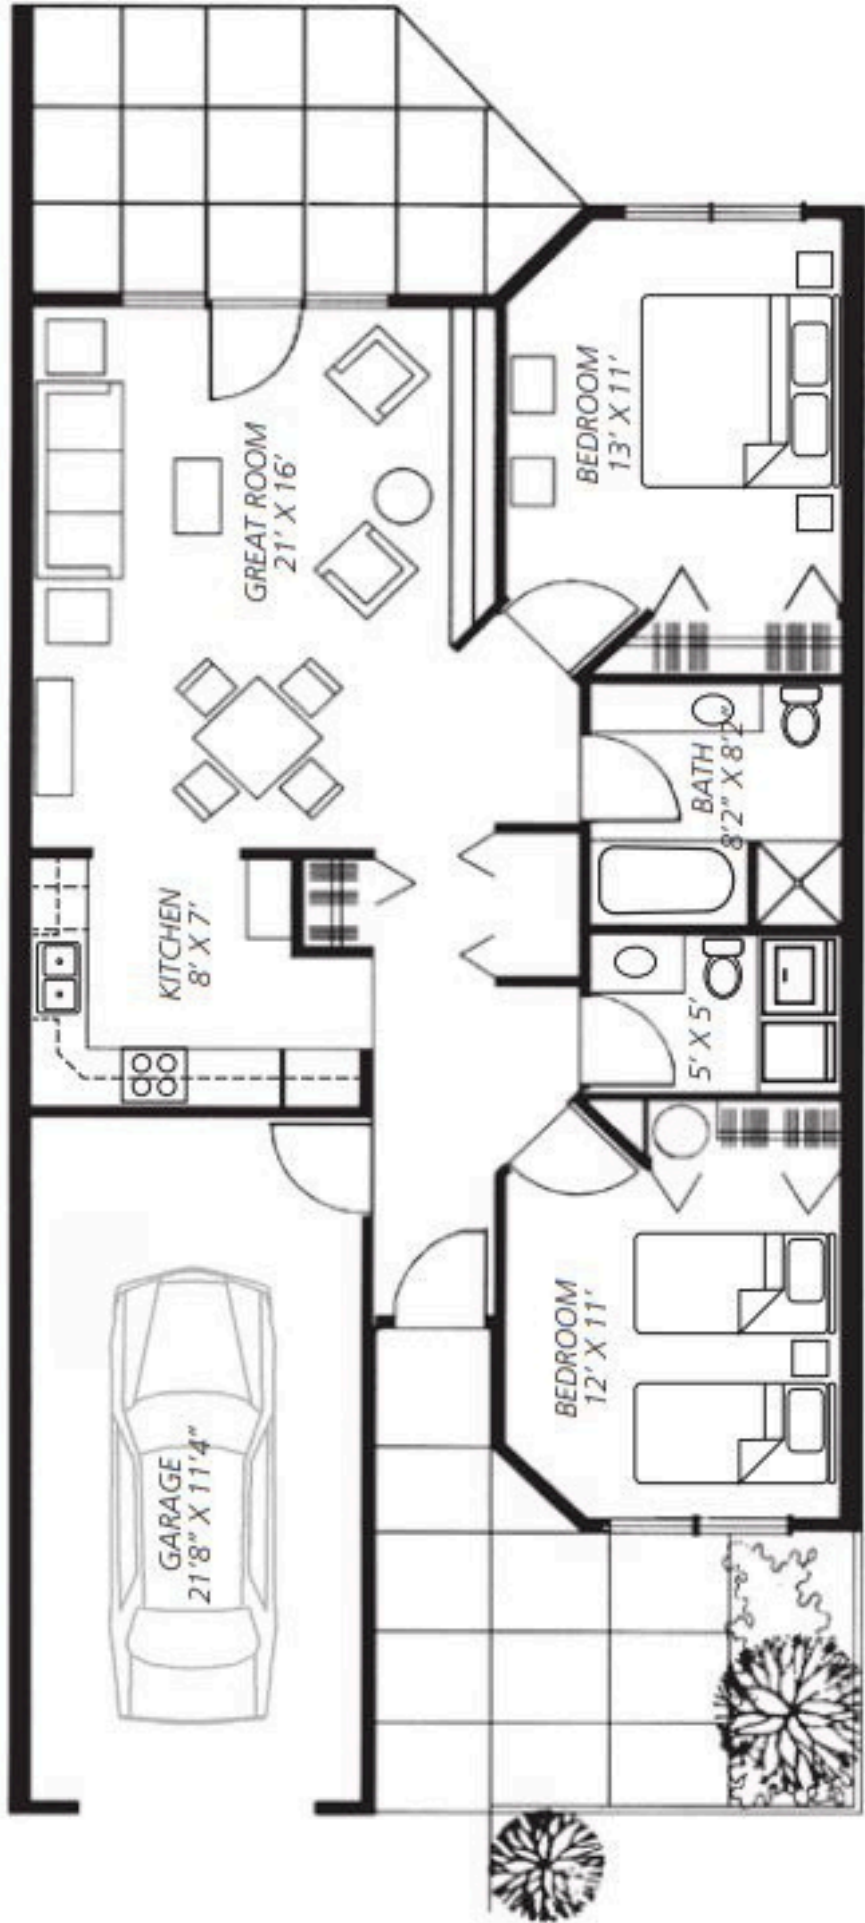 GREAT ROOM
21' X 16'
BEDROOM
13' X 11'
KITCHEN
8' X 7'
BATH
8'2" X 8'2"
5' X 5'
GARAGE
21'8" X 11'4"
BEDROOM
12' X 11'